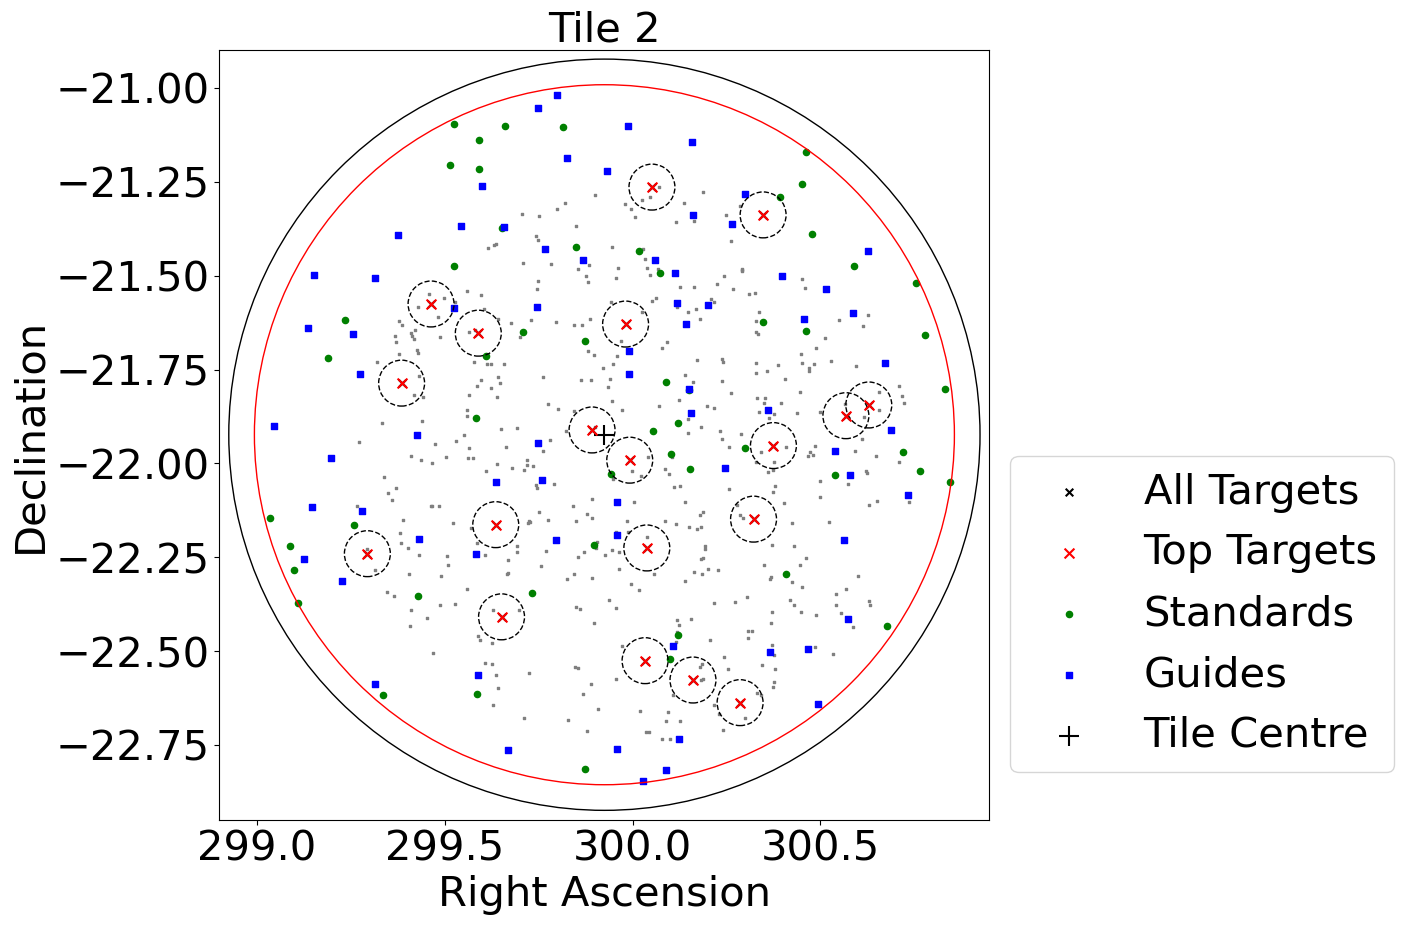 Tile 2
−21.00
−21.25
−21.50
−21.75
−22.00
−22.25
−22.50
−22.75
Declination
299.0 299.5 300.0 300.5
Right Ascension
All Targets
Top Targets
Standards
Guides
Tile Centre